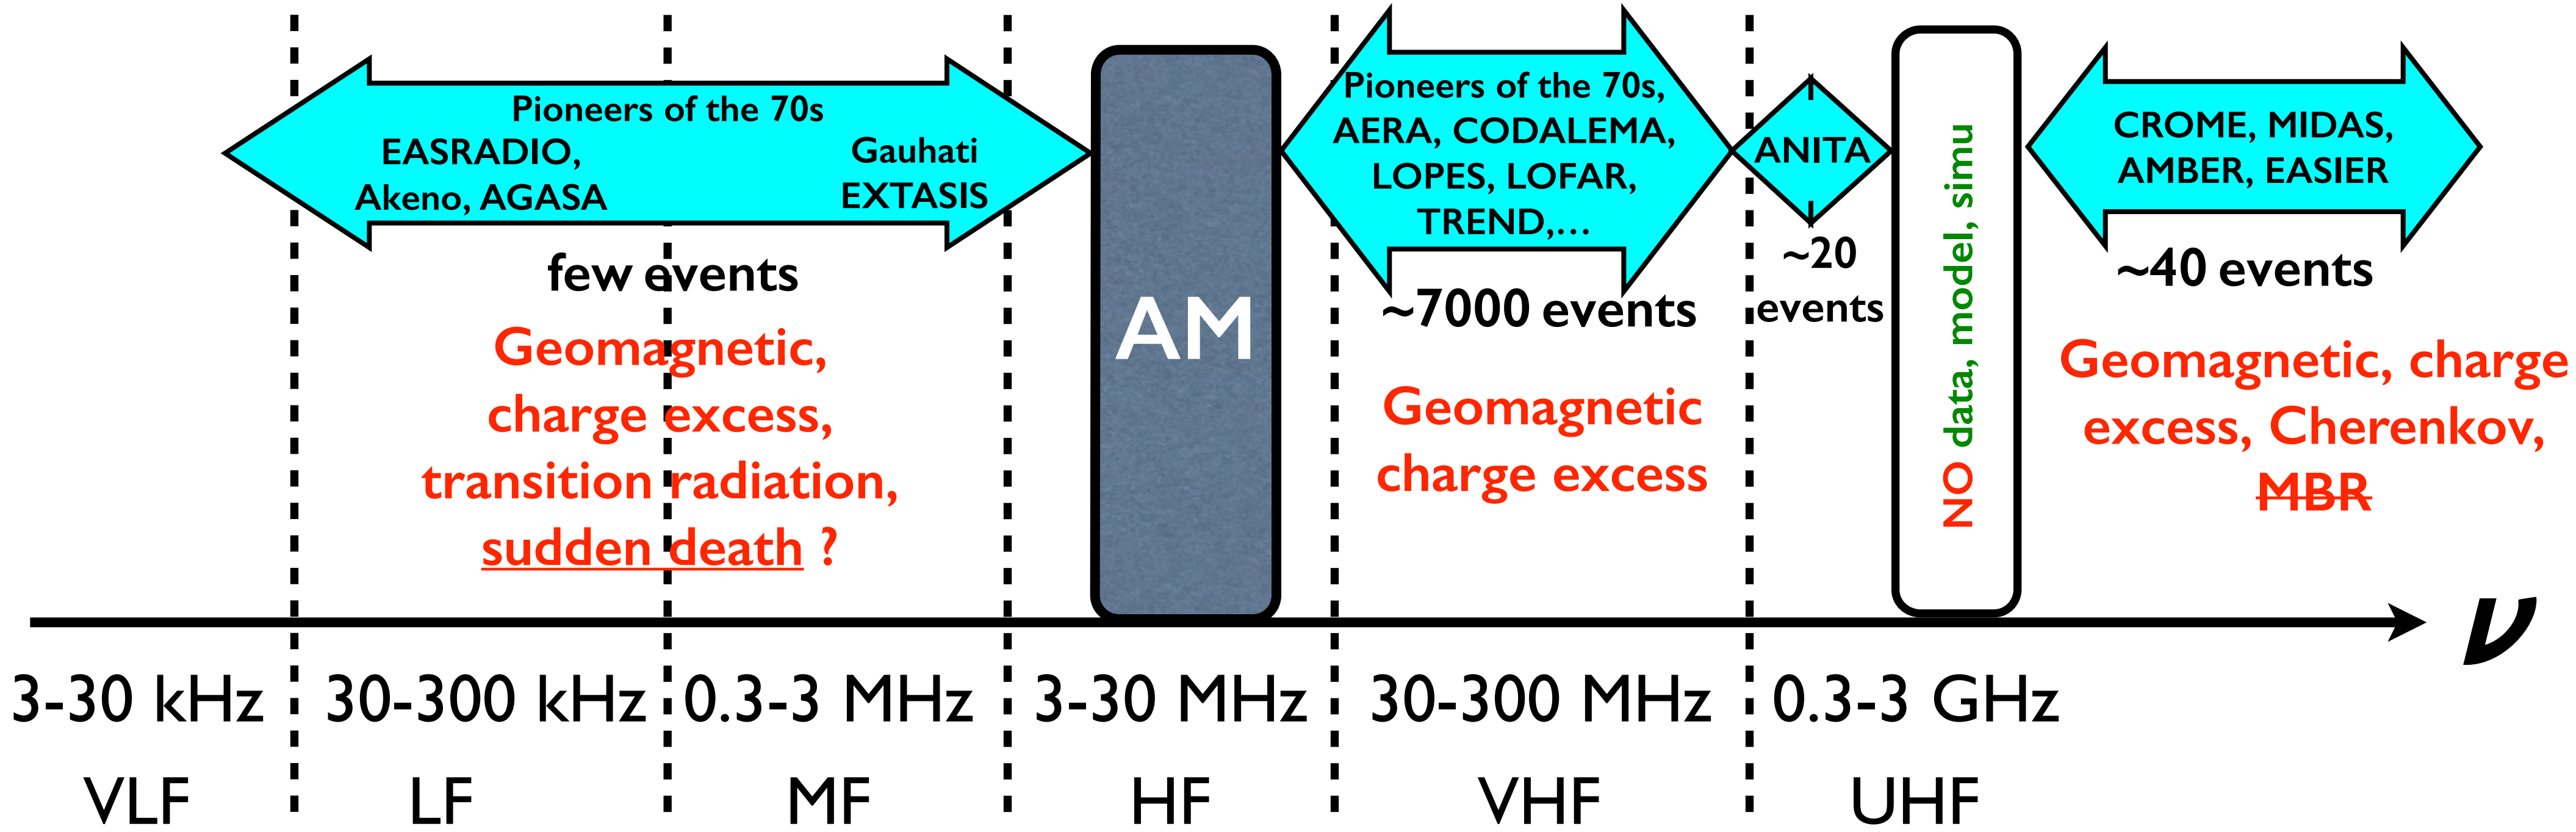 Pioneers of the 70s
EASRADIO,
Akeno, AGASA
Gauhati
EXTASIS
few events
Geomagnetic,
charge excess,
transition radiation,
sudden death ?
AM
Pioneers of the 70s,
AERA, CODALEMA,
LOPES, LOFAR,
TREND,...
~7000 events
Geomagnetic
charge excess
ANITA
~20
events
NO data, model, simu
CROME, MIDAS,
AMBER, EASIER
~40 events
Geomagnetic, charge
excess, Cherenkov,
MBR
ν
3-30 kHz
30-300 kHz
0.3-3 MHz
3-30 MHz
30-300 MHz
0.3-3 GHz
VLF
LF
MF
HF
VHF
UHF